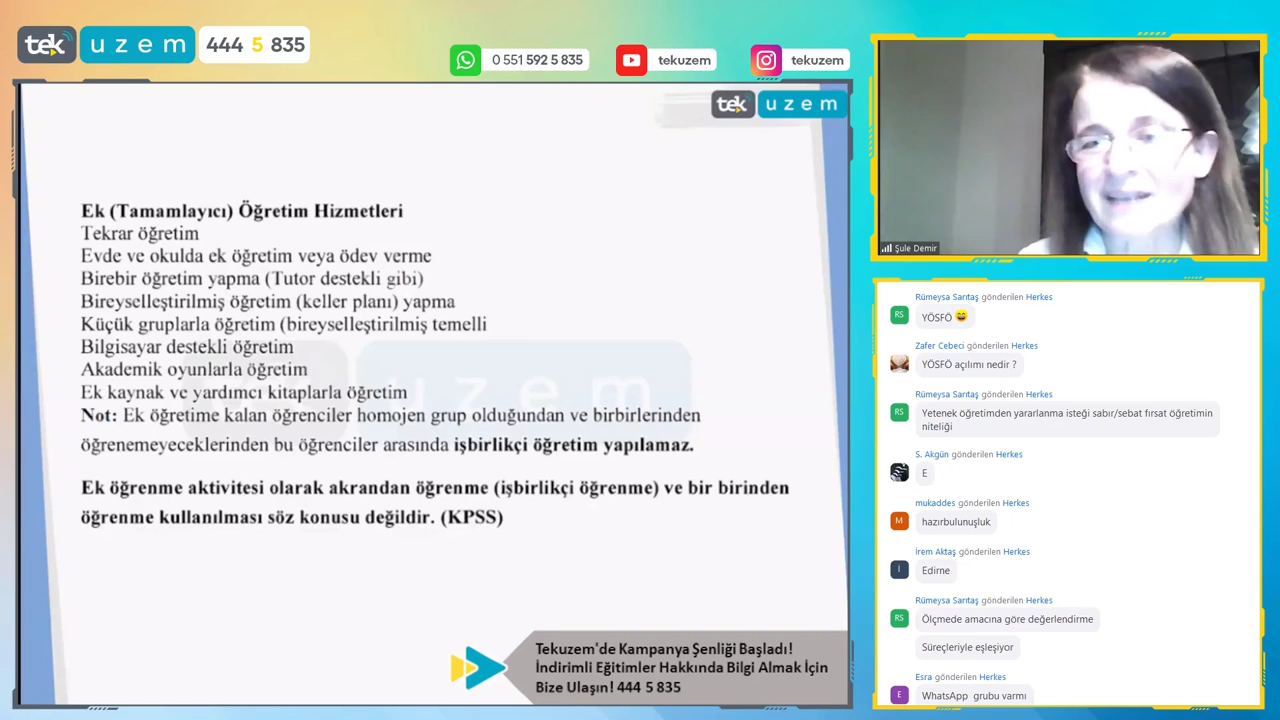 tek uzem 444 5 835
0 551 592 5 835
tekuzem
tekuzem
tek uzem
Ek (Tamamlayıcı) Öğretim Hizmetleri
Tekrar öğretim
Evde ve okulda ek öğretim veya ödev verme
Birebir öğretim yapma (Tutor destekli gibi)
Bireyselleştirilmiş öğretim (keller planı) yapma
Küçük gruplarla öğretim (bireyselleştirilmiş temelli
Bilgisayar destekli öğretim
Akademik oyunlarla öğretim
Ek kaynak ve yardımcı kitaplarla öğretim
Not: Ek öğretime kalan öğrenciler homojen grup olduğundan ve birbirlerinden
öğrenemeyeceklerinden bu öğrenciler arasında işbirlikçi öğretim yapılamaz.
Ek öğrenme aktivitesi olarak akrandan öğrenme (işbirlikçi öğrenme) ve bir birinden
öğrenme kullanılması söz konusu değildir. (KPSS)
uzem
Tekuzem'de Kampanya Şenliği Başladı!
İndirimli Eğitimler Hakkında Bilgi Almak İçin
Bize Ulaşın! 444 5 835
Şule Demir
Rümeysa Sarıtaş gönderilen Herkes
RS
YÖSFÖ 😄
Zafer Cebeci gönderilen Herkes
YÖSFÖ açılımı nedir ?
Rümeysa Sarıtaş gönderilen Herkes
RS
Yetenek öğretimden yararlanma isteği sabır/sebat fırsat öğretimin
niteliği
S. Akgün gönderilen Herkes
E
mukaddes gönderilen Herkes
M
hazırbulunuşluk
İrem Aktaş gönderilen Herkes
İ
Edirne
Rümeysa Sarıtaş gönderilen Herkes
RS
Ölçmede amacına göre değerlendirme
Süreçleriyle eşleşiyor
Esra gönderilen Herkes
E
WhatsApp grubu varmı